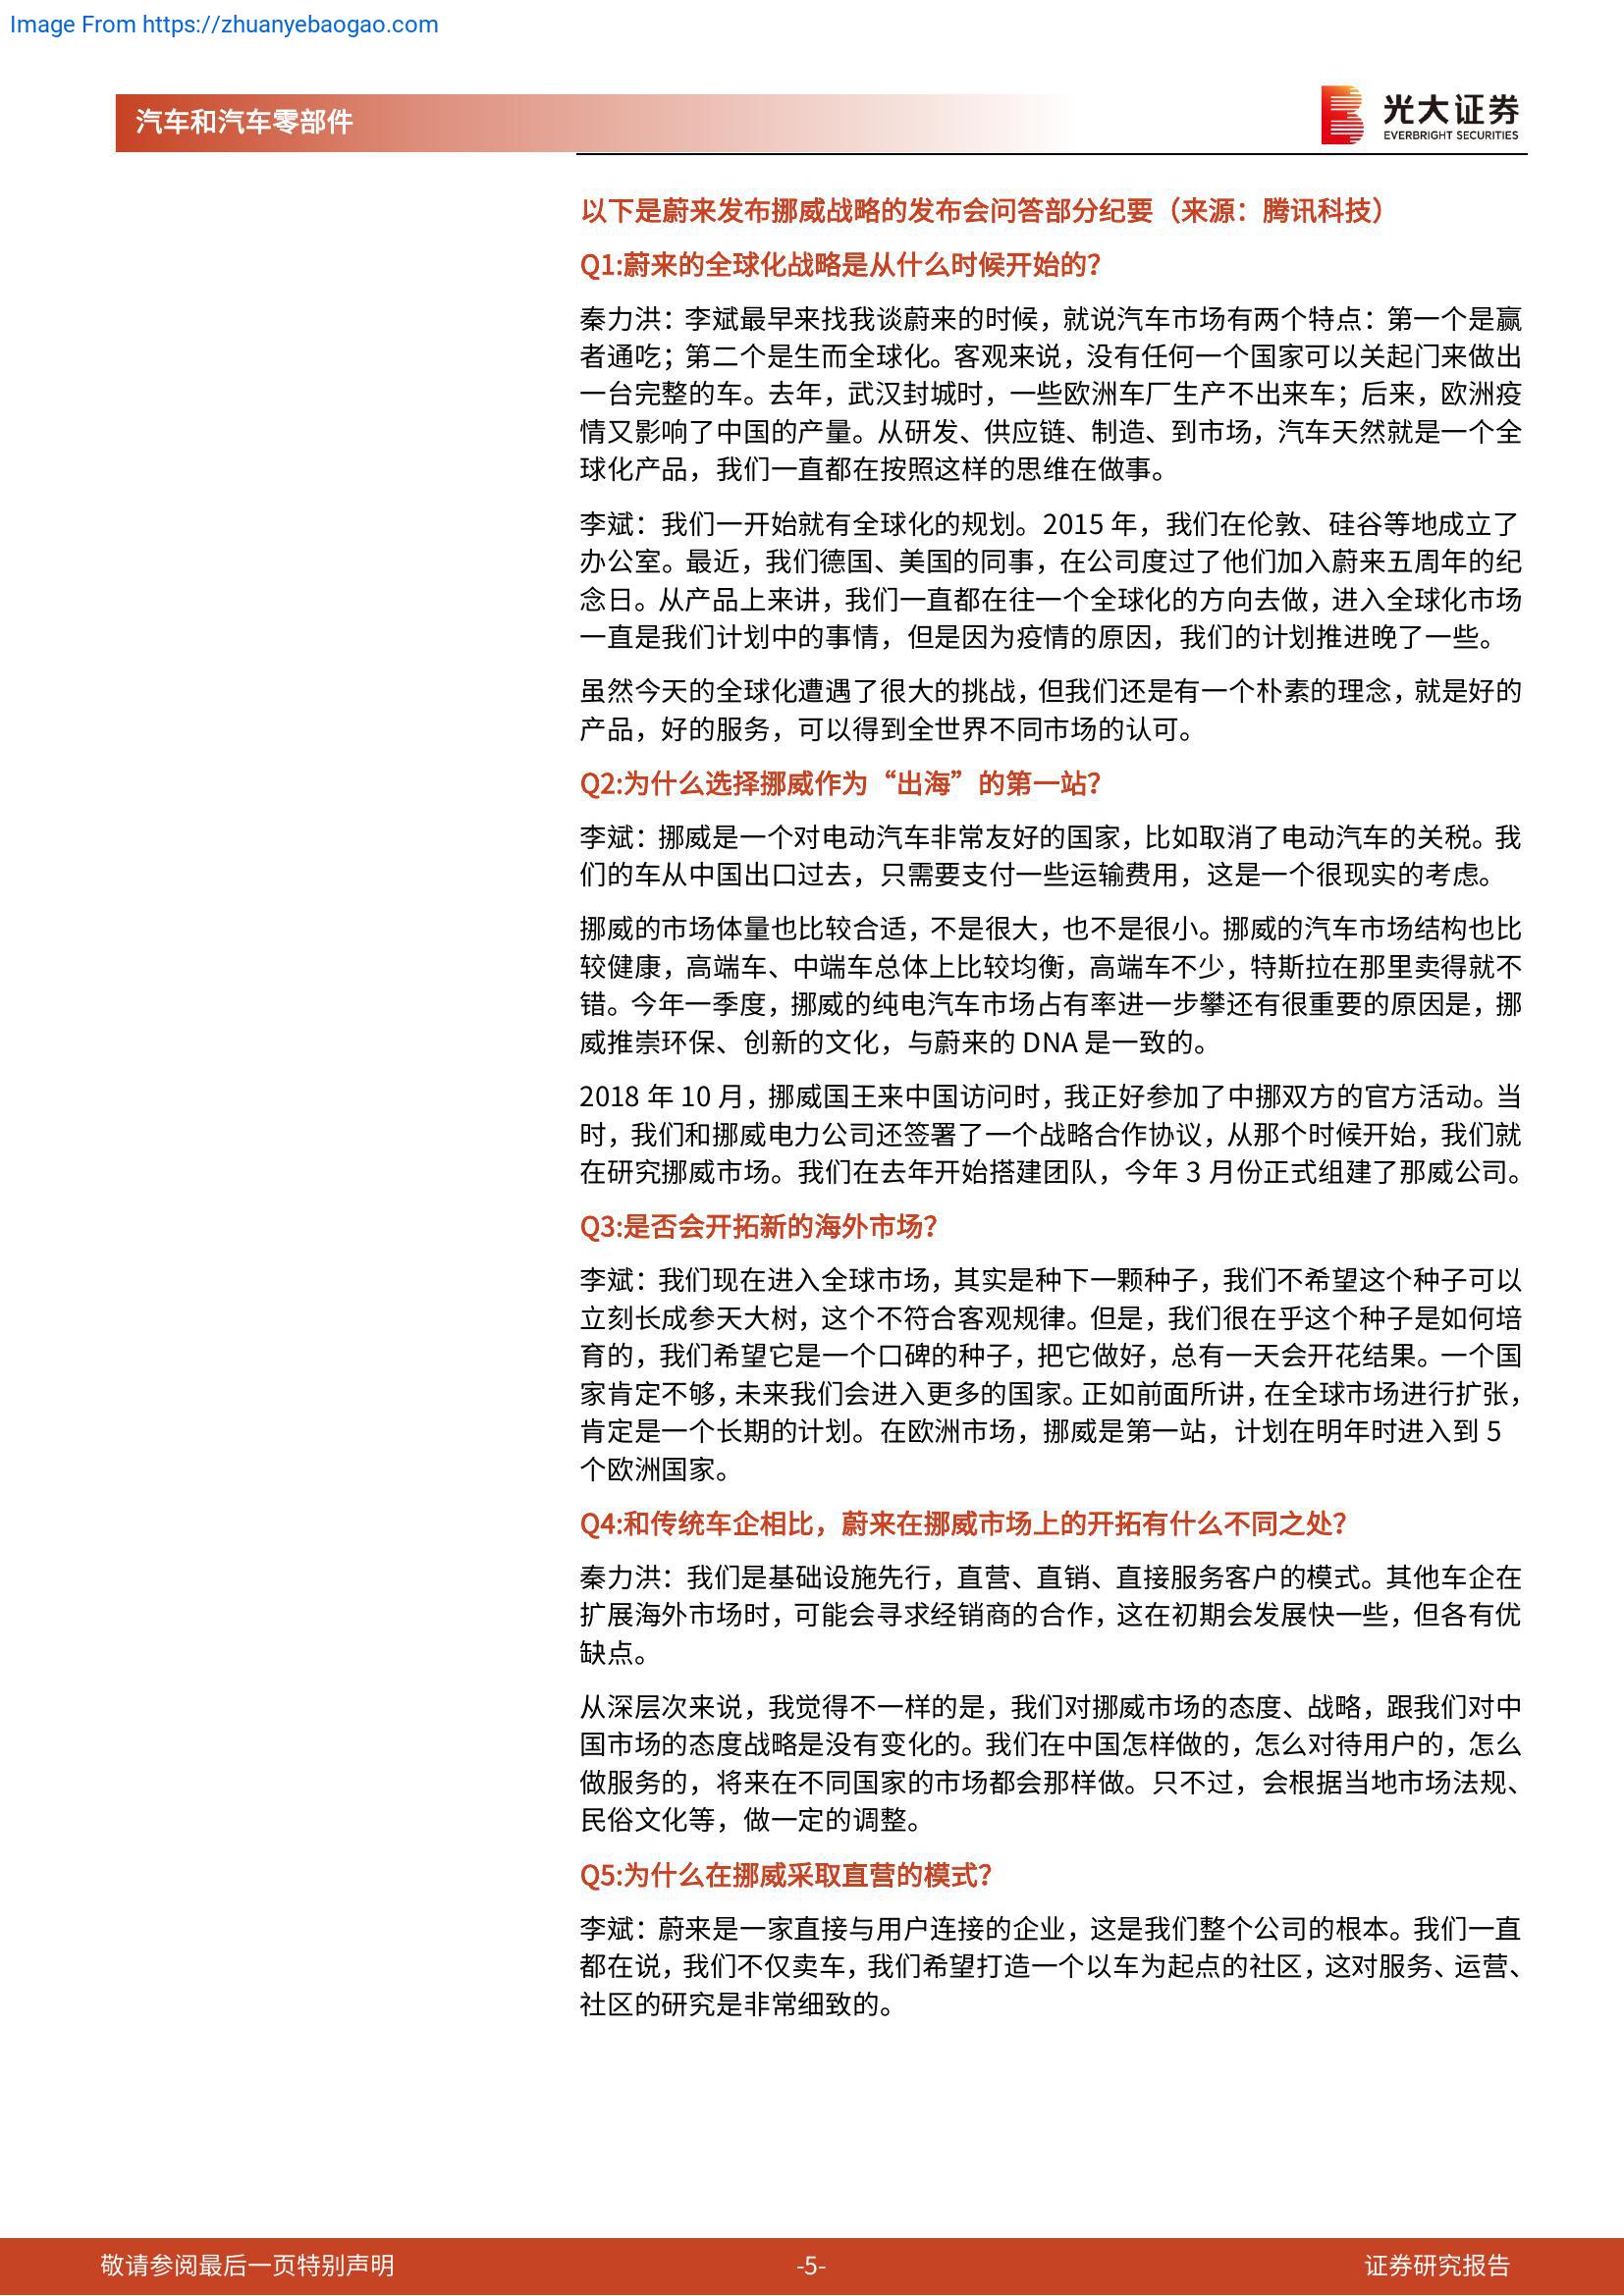 Image From https://zhuanyebaogao.com
汽车和汽车零部件
光大证券
EVERBRIGHT SECURITIES
以下是蔚来发布挪威战略的发布会问答部分纪要（来源：腾讯科技）
Q1:蔚来的全球化战略是从什么时候开始的？
秦力洪：李斌最早来找我谈蔚来的时候，就说汽车市场有两个特点：第一个是赢
者通吃；第二个是生而全球化。客观来说，没有任何一个国家可以关起门来做出
一台完整的车。去年，武汉封城时，一些欧洲车厂生产不出来车；后来，欧洲疫
情又影响了中国的产量。从研发、供应链、制造、到市场，汽车天然就是一个全
球化产品，我们一直都在按照这样的思维在做事。
李斌：我们一开始就有全球化的规划。2015 年，我们在伦敦、硅谷等地成立了
办公室。最近，我们德国、美国的同事，在公司度过了他们加入蔚来五周年的纪
念日。从产品上来讲，我们一直都在往一个全球化的方向去做，进入全球化市场
一直是我们计划中的事情，但是因为疫情的原因，我们的计划推进晚了一些。
虽然今天的全球化遭遇了很大的挑战，但我们还是有一个朴素的理念，就是好的
产品，好的服务，可以得到全世界不同市场的认可。
Q2:为什么选择挪威作为“出海”的第一站？
李斌：挪威是一个对电动汽车非常友好的国家，比如取消了电动汽车的关税。我
们的车从中国出口过去，只需要支付一些运输费用，这是一个很现实的考虑。
挪威的市场体量也比较合适，不是很大，也不是很小。挪威的汽车市场结构也比
较健康，高端车、中端车总体上比较均衡，高端车不少，特斯拉在那里卖得就不
错。今年一季度，挪威的纯电汽车市场占有率进一步攀还有很重要的原因是，挪
威推崇环保、创新的文化，与蔚来的 DNA 是一致的。
2018 年 10 月，挪威国王来中国访问时，我正好参加了中挪双方的官方活动。当
时，我们和挪威电力公司还签署了一个战略合作协议，从那个时候开始，我们就
在研究挪威市场。我们在去年开始搭建团队，今年 3 月份正式组建了那威公司。
Q3:是否会开拓新的海外市场？
李斌：我们现在进入全球市场，其实是种下一颗种子，我们不希望这个种子可以
立刻长成参天大树，这个不符合客观规律。但是，我们很在乎这个种子是如何培
育的，我们希望它是一个口碑的种子，把它做好，总有一天会开花结果。一个国
家肯定不够，未来我们会进入更多的国家。正如前面所讲，在全球市场进行扩张，
肯定是一个长期的计划。在欧洲市场，挪威是第一站，计划在明年时进入到 5
个欧洲国家。
Q4:和传统车企相比，蔚来在挪威市场上的开拓有什么不同之处？
秦力洪：我们是基础设施先行，直营、直销、直接服务客户的模式。其他车企在
扩展海外市场时，可能会寻求经销商的合作，这在初期会发展快一些，但各有优
缺点。
从深层次来说，我觉得不一样的是，我们对挪威市场的态度、战略，跟我们对中
国市场的态度战略是没有变化的。我们在中国怎样做的，怎么对待用户的，怎么
做服务的，将来在不同国家的市场都会那样做。只不过，会根据当地市场法规、
民俗文化等，做一定的调整。
Q5:为什么在挪威采取直营的模式？
李斌：蔚来是一家直接与用户连接的企业，这是我们整个公司的根本。我们一直
都在说，我们不仅卖车，我们希望打造一个以车为起点的社区，这对服务、运营、
社区的研究是非常细致的。
敬请参阅最后一页特别声明
-5-
证券研究报告